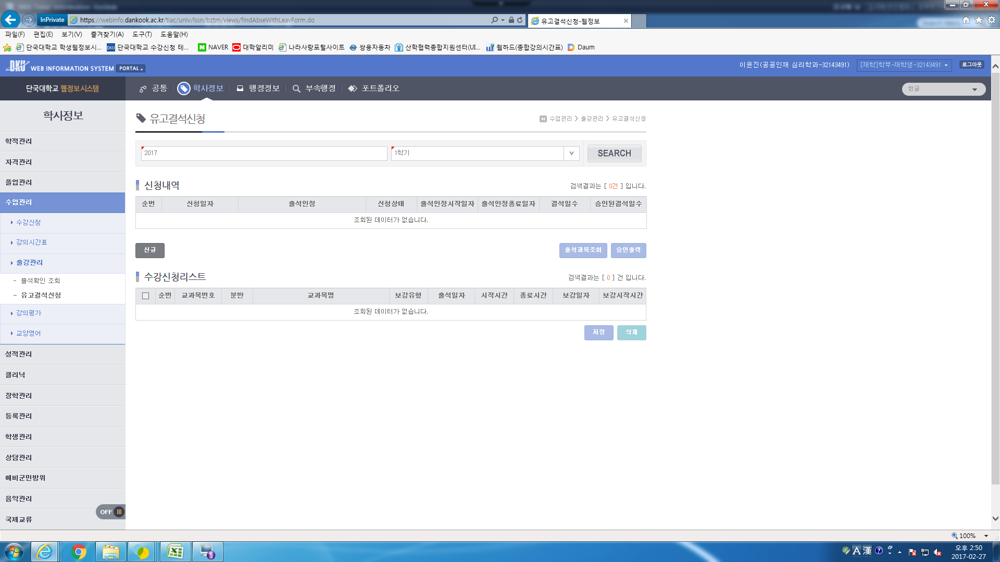 InPrivate https://webinfo.dankook.ac.kr/tiac/univ/lssn/bztm/views/findAbseWithLeavForm.do 유고결석신청-웹정보
파일(F) 편집(E) 보기(V) 즐겨찾기(A) 도구(T) 도움말(H)
단국대학교 학생웹정보시... 단국대학교 수강신청 테... NAVER 대학알리미 나라사랑포털사이트 쌍용자동차 산학협력종합지원센터(UI... 웹하드(종합강의시간표) Daum
DKU WEB INFORMATION SYSTEM PORTAL 이윤진(공공인재 심리학과-32143491) [재학]학부-재학생-32143491 로그아웃
단국대학교 웹정보시스템 공통 학사정보 행정정보 부속행정 포트폴리오 한글
학사정보
학적관리
자격관리
졸업관리
수업관리
수강신청
강의시간표
출강관리
- 출석확인 조회
- 유고결석신청
강의평가
교양영어
성적관리
클리닉
장학관리
등록관리
학생관리
상담관리
예비군민방위
음악관리
국제교류
OFF
유고결석신청 H 수업관리 > 출강관리 > 유고결석신청
2017 1학기 SEARCH
신청내역 검색결과는 [ 0건 ] 입니다.
순번 신청일자 출석인정 신청상태 출석인정시작일자 출석인정종료일자 결석일수 승인된결석일수
조회된 데이터가 없습니다.
신규 출석과목조회 승인출력
수강신청리스트 검색결과는 [ 0 ] 건 입니다.
순번 교과목번호 분반 교과목명 보강유형 출석일자 시작시간 종료시간 보강일자 보강시작시간
조회된 데이터가 없습니다.
저장 삭제
100%
A 漢 오후 2:50
2017-02-27